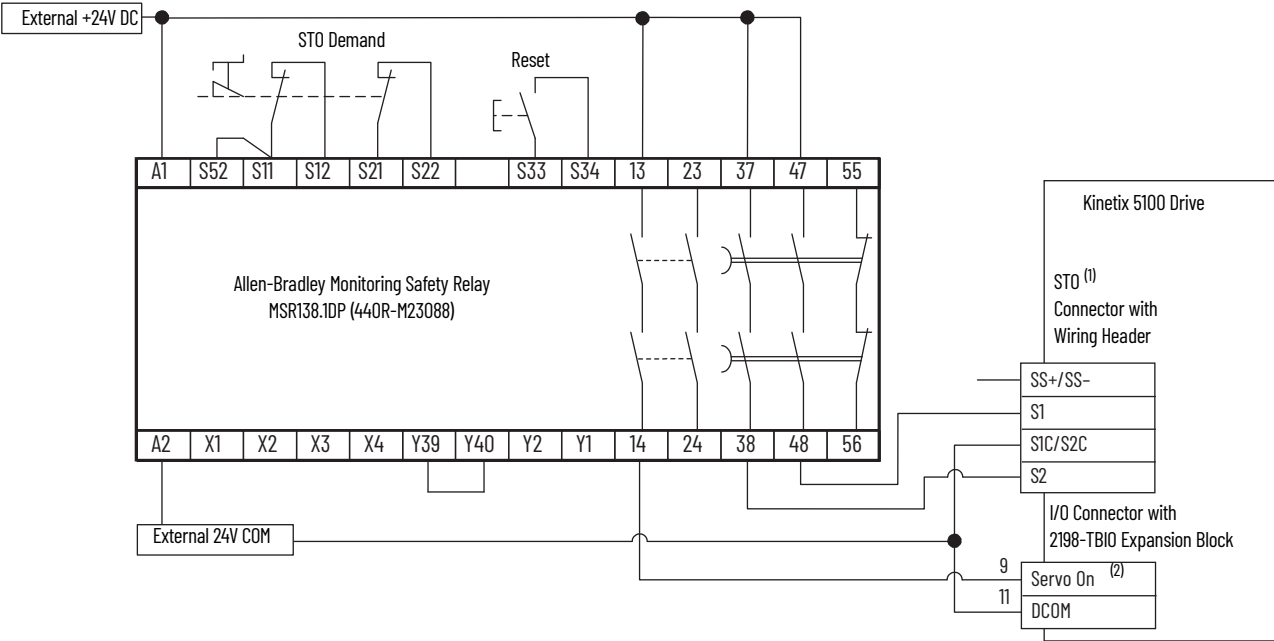 External +24V DC
STO Demand
Reset
A1 S52 S11 S12 S21 S22 S33 S34 13 23 37 47 55
Kinetix 5100 Drive
Allen-Bradley Monitoring Safety Relay
MSR138.1DP (440R-M23088)
STO (1)
Connector with
Wiring Header
SS+/SS-
S1
S1C/S2C
S2
A2 X1 X2 X3 X4 Y39 Y40 Y2 Y1 14 24 38 48 56
External 24V COM
I/O Connector with
2198-TBIO Expansion Block
9 Servo On (2)
11 DCOM